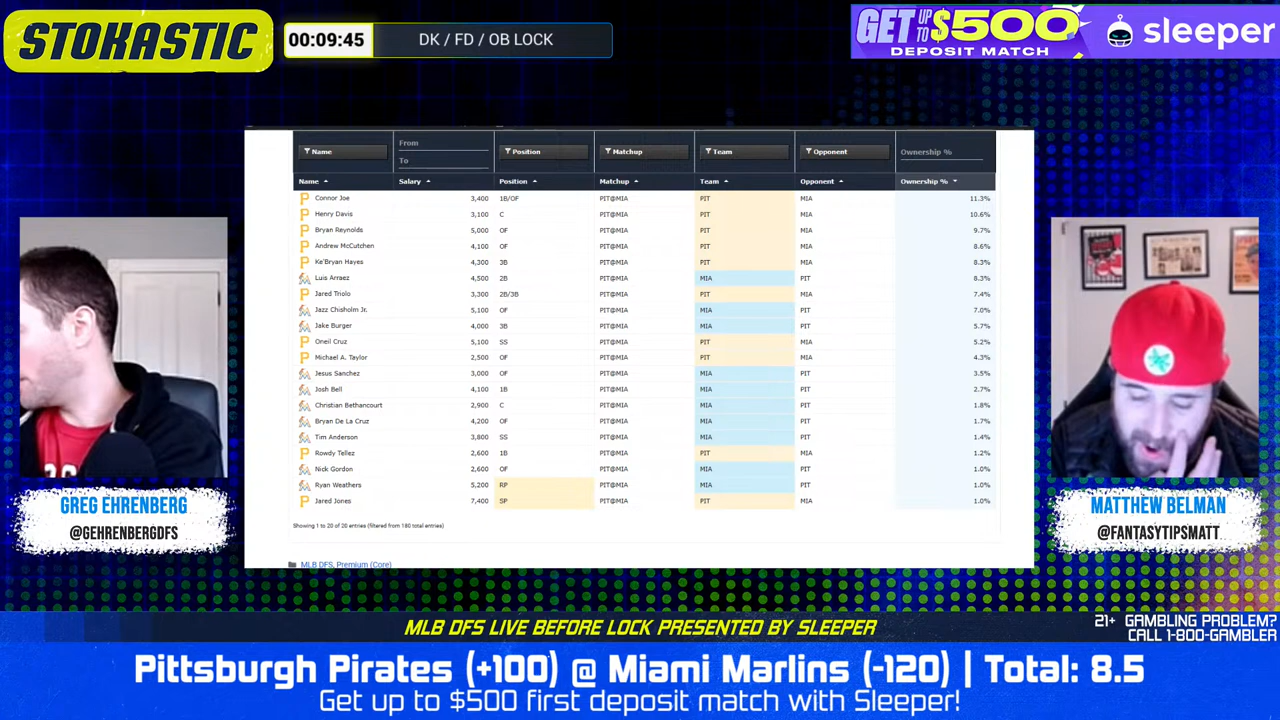 STOKASTIC
00:09:45
DK / FD / OB LOCK
GET UP TO $500
DEPOSIT MATCH
sleeper
Name From Position Matchup Team Opponent Ownership %
To
Name Salary Position Matchup Team Opponent Ownership %
Connor Joe 3,400 1B/OF PIT@MIA PIT MIA 11.3%
Henry Davis 3,100 C PIT@MIA PIT MIA 10.6%
Bryan Reynolds 5,000 OF PIT@MIA PIT MIA 9.7%
Andrew McCutchen 4,100 OF PIT@MIA PIT MIA 8.6%
Ke'Bryan Hayes 4,300 3B PIT@MIA PIT MIA 8.3%
Luis Arraez 4,500 2B PIT@MIA MIA PIT 8.3%
Jared Triolo 3,300 2B/3B PIT@MIA PIT MIA 7.4%
Jazz Chisholm Jr. 5,100 OF PIT@MIA MIA PIT 7.0%
Jake Burger 4,000 3B PIT@MIA MIA PIT 5.7%
Oneil Cruz 5,100 SS PIT@MIA PIT MIA 5.2%
Michael A. Taylor 2,500 OF PIT@MIA PIT MIA 4.3%
Jesus Sanchez 3,000 OF PIT@MIA MIA PIT 3.5%
Josh Bell 4,100 1B PIT@MIA MIA PIT 2.7%
Christian Bethancourt 2,900 C PIT@MIA MIA PIT 1.8%
Bryan De La Cruz 4,200 OF PIT@MIA MIA PIT 1.7%
Tim Anderson 3,800 SS PIT@MIA MIA PIT 1.4%
Rowdy Tellez 2,600 1B PIT@MIA PIT MIA 1.2%
Nick Gordon 2,600 OF PIT@MIA MIA PIT 1.0%
Ryan Weathers 5,200 RP PIT@MIA MIA PIT 1.0%
Jared Jones 7,400 SP PIT@MIA PIT MIA 1.0%
Showing 1 to 20 of 20 entries (filtered from 180 total entries)
MLB DFS, Premium (Core)
GREG EHRENBERG
@GEHRENBERGDFS
MATTHEW BELMAN
@FANTASYTIPSMATT
MLB DFS LIVE BEFORE LOCK PRESENTED BY SLEEPER
21+ GAMBLING PROBLEM?
CALL 1-800-GAMBLER
Pittsburgh Pirates (+100) @ Miami Marlins (-120) | Total: 8.5
Get up to $500 first deposit match with Sleeper!